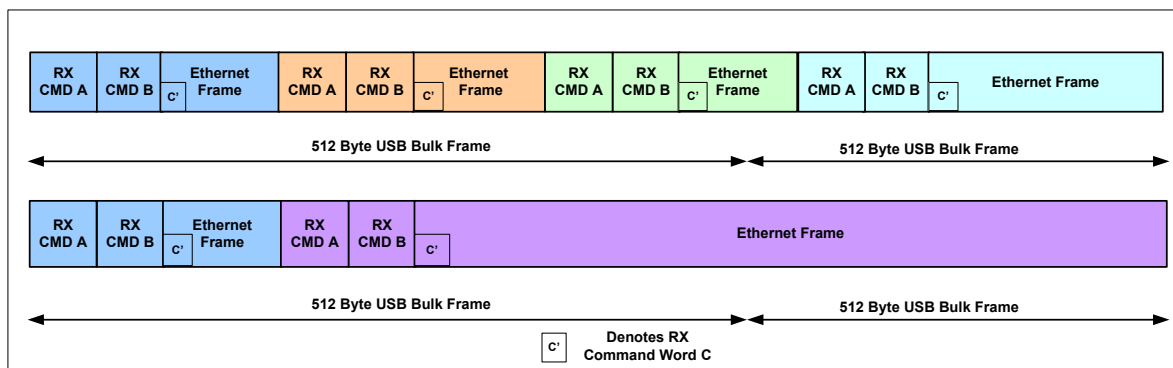 RX CMD A
RX CMD B
C'
Ethernet Frame
RX CMD A
RX CMD B
C'
Ethernet Frame
RX CMD A
RX CMD B
C'
Ethernet Frame
RX CMD A
RX CMD B
C'
Ethernet Frame
512 Byte USB Bulk Frame
512 Byte USB Bulk Frame
RX CMD A
RX CMD B
C'
Ethernet Frame
RX CMD A
RX CMD B
C'
Ethernet Frame
512 Byte USB Bulk Frame
512 Byte USB Bulk Frame
C'
Denotes RX
Command Word C